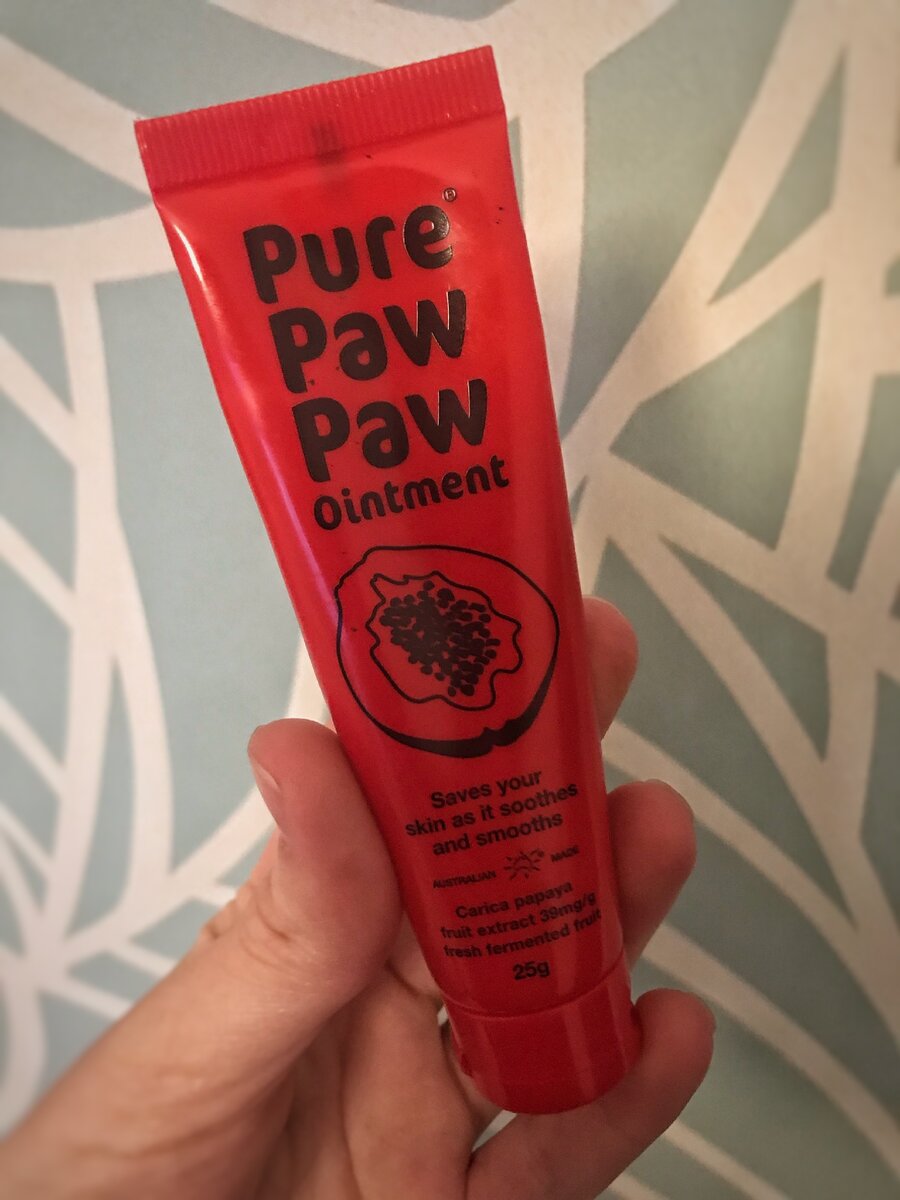 Pure®
Paw
Paw
Ointment
Saves your
skin as it soothes
and smooths
AUSTRALIAN MADE
Carica papaya
fruit extract 39mg/g
fresh fermented fruit
25g